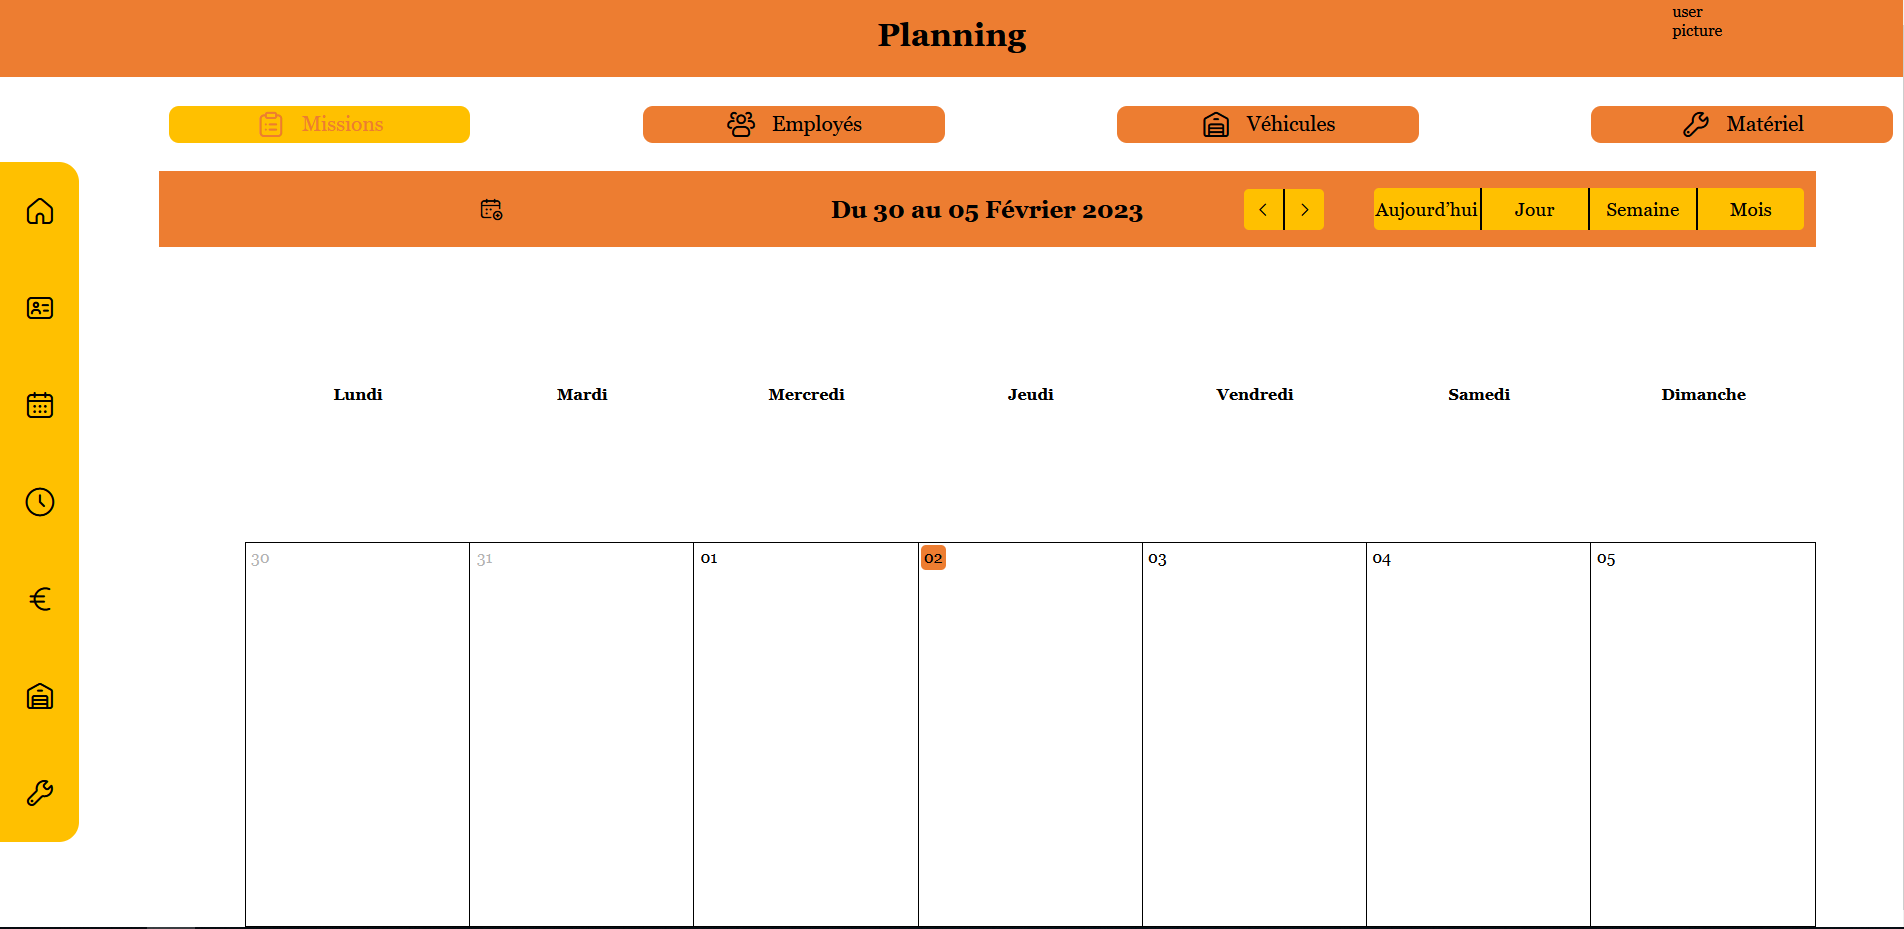 Planning
user
picture
Missions
Employés
Véhicules
Matériel
Du 30 au 05 Février 2023
Aujourd’hui
Jour
Semaine
Mois
Lundi
Mardi
Mercredi
Jeudi
Vendredi
Samedi
Dimanche
30
31
01
02
03
04
05